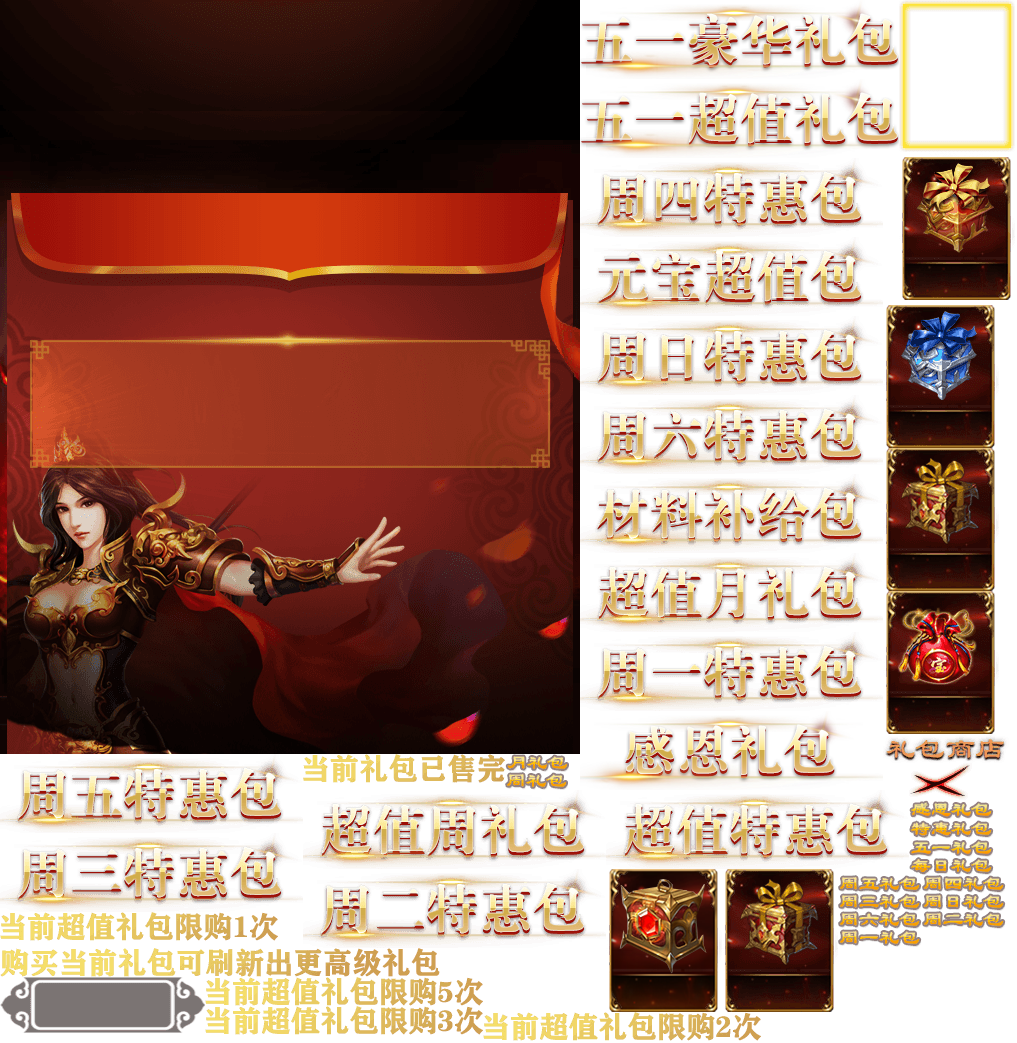 五一豪华礼包
五一超值礼包
周四特惠包
元宝超值包
周日特惠包
周六特惠包
材料补给包
超值月礼包
周一特惠包
感恩礼包
宝
礼包商店
当前礼包已售完
月礼包
周礼包
周五特惠包
超值周礼包
超值特惠包
周三特惠包
周二特惠包
感恩礼包
特惠礼包
五一礼包
每日礼包
周五礼包 周四礼包
周三礼包 周日礼包
周六礼包 周二礼包
周一礼包
当前超值礼包限购1次
购买当前礼包可刷新出更高级礼包
当前超值礼包限购5次
当前超值礼包限购3次
当前超值礼包限购2次